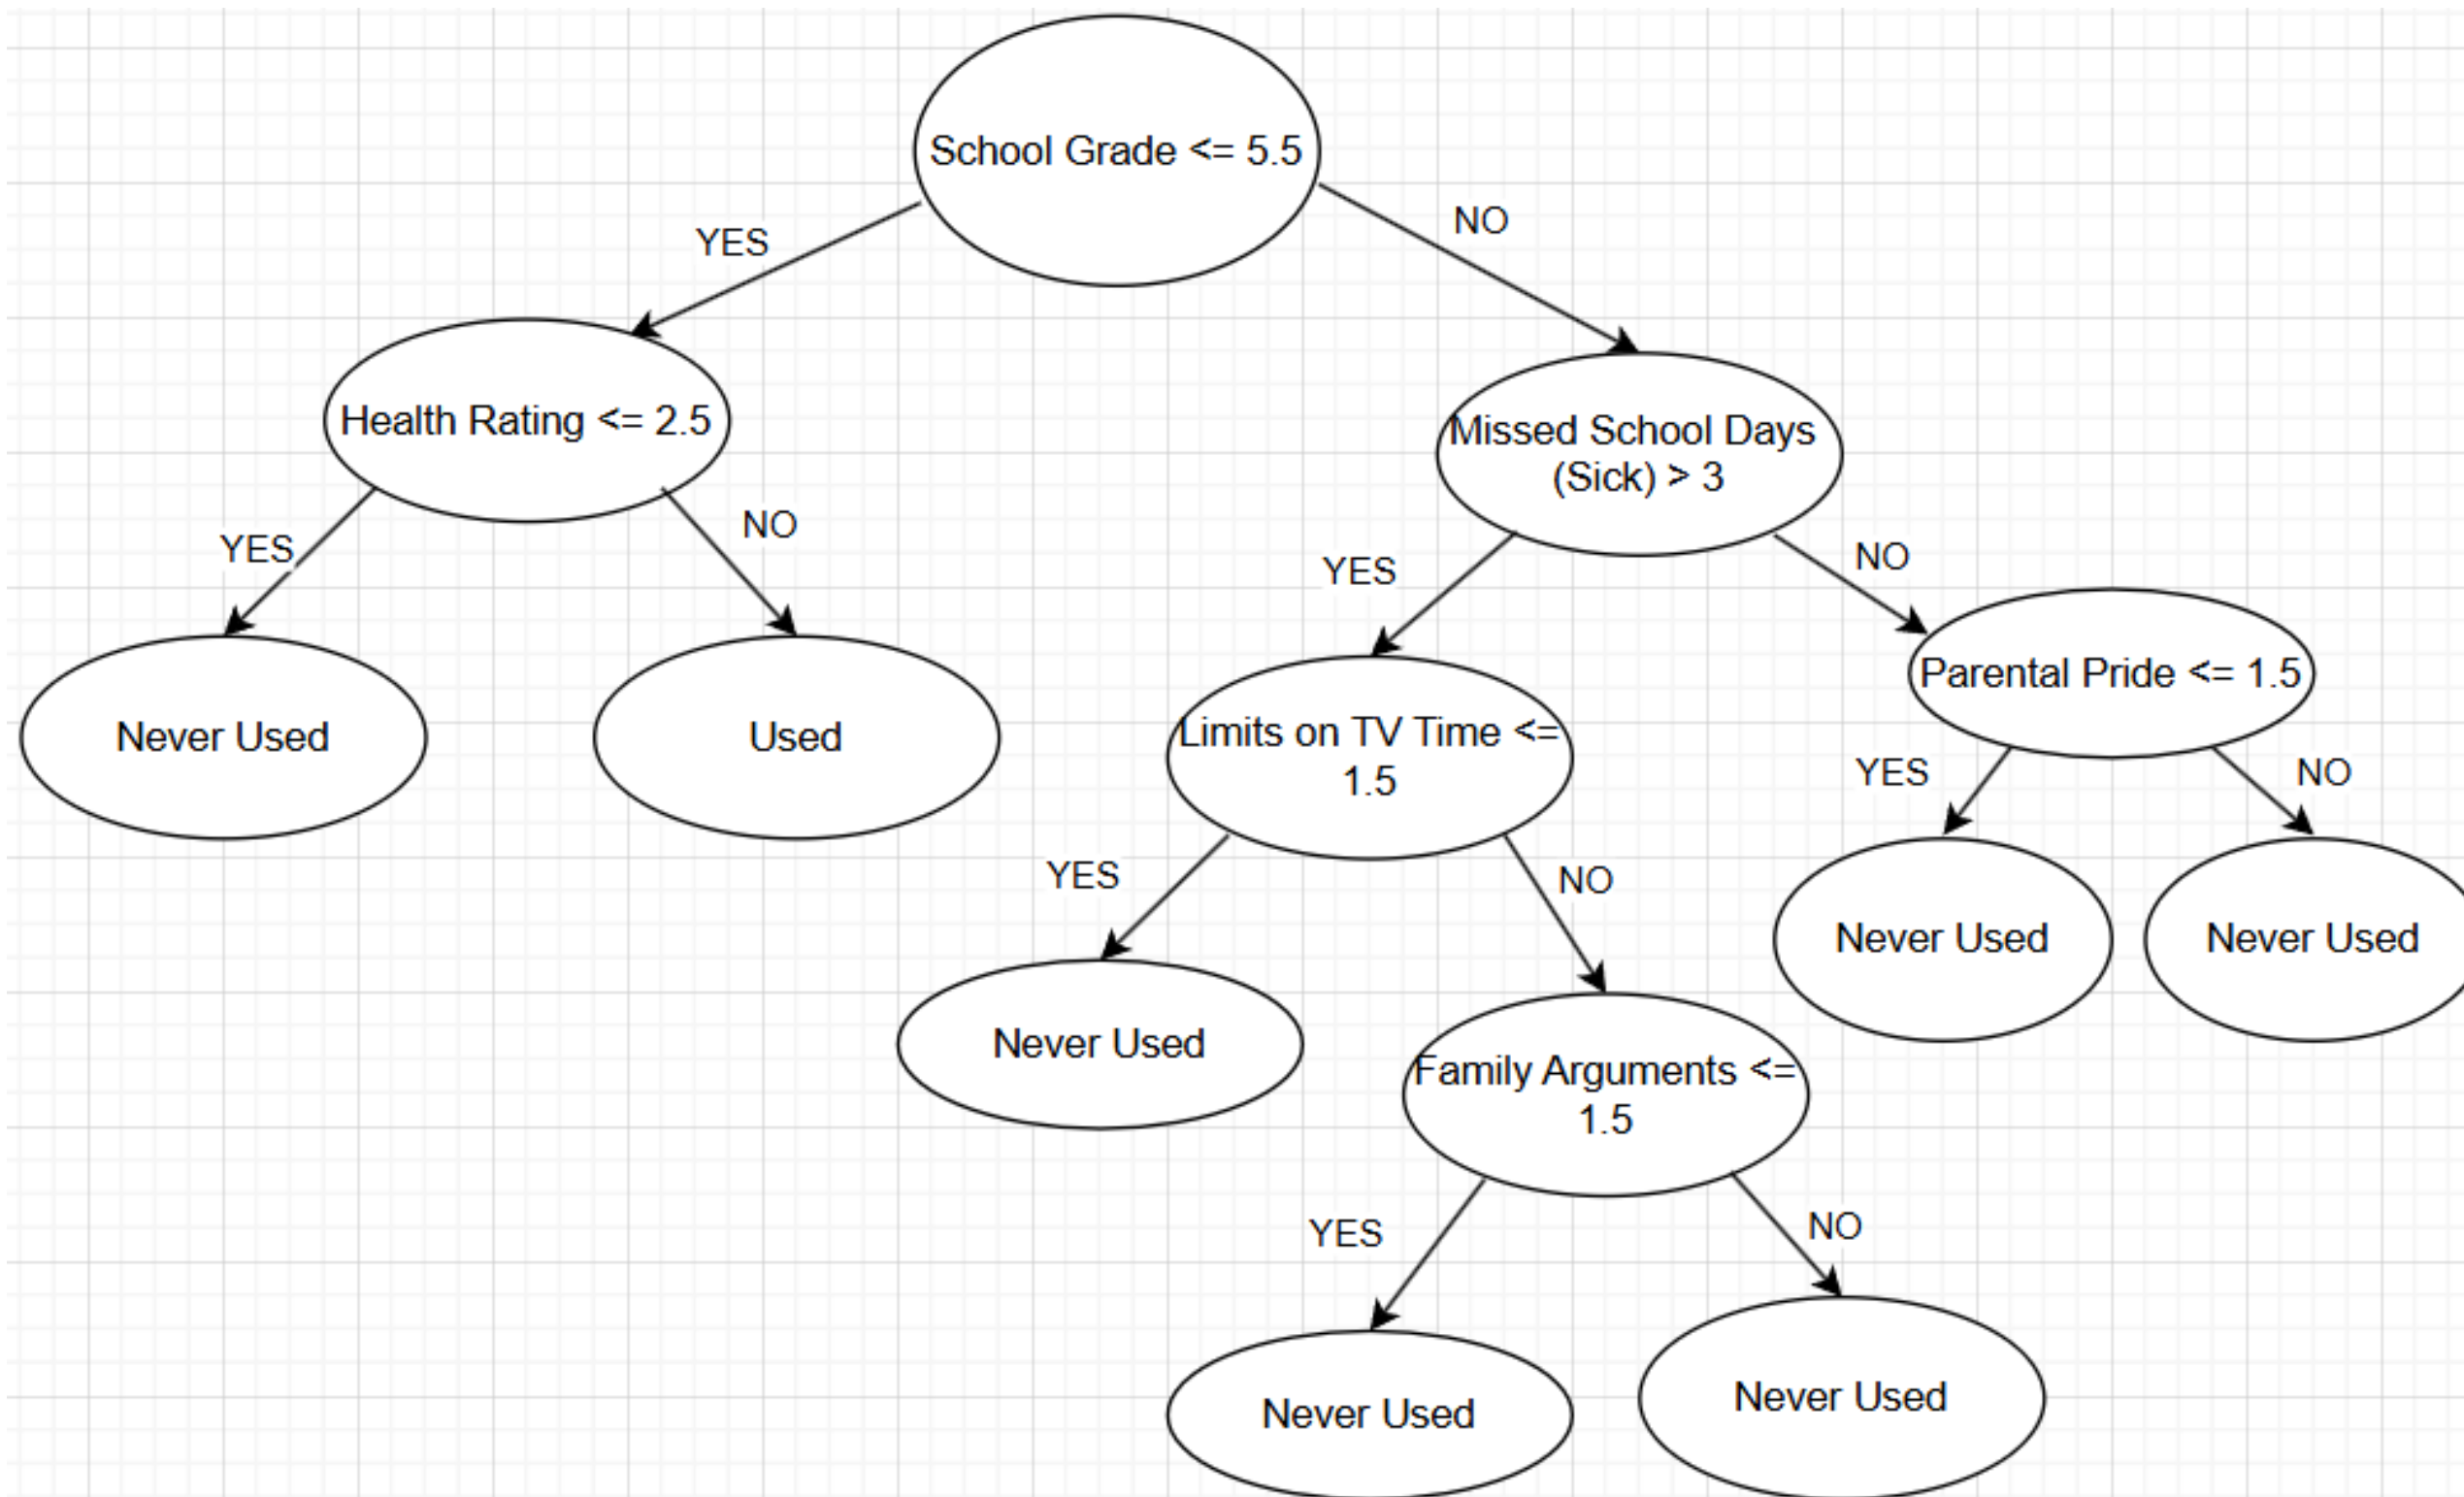 School Grade <= 5.5
YES
NO
Health Rating <= 2.5
Missed School Days
(Sick) > 3
YES
NO
YES
NO
Never Used
Used
Limits on TV Time <=
1.5
Parental Pride <= 1.5
YES
NO
YES
NO
Never Used
Never Used
Never Used
Family Arguments <=
1.5
YES
NO
Never Used
Never Used